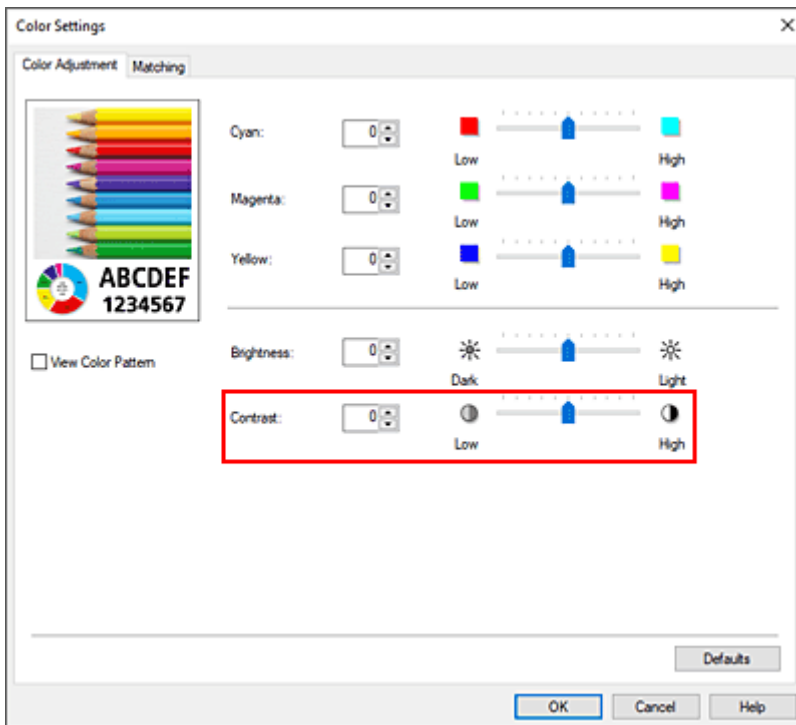 Color Settings
Color Adjustment Matching
Cyan: 0
Low High
Magenta: 0
Low High
Yellow: 0
Low High
ABCDEF
1234567
View Color Pattern
Brightness: 0
Dark Light
Contrast: 0
Low High
Defaults
OK Cancel Help